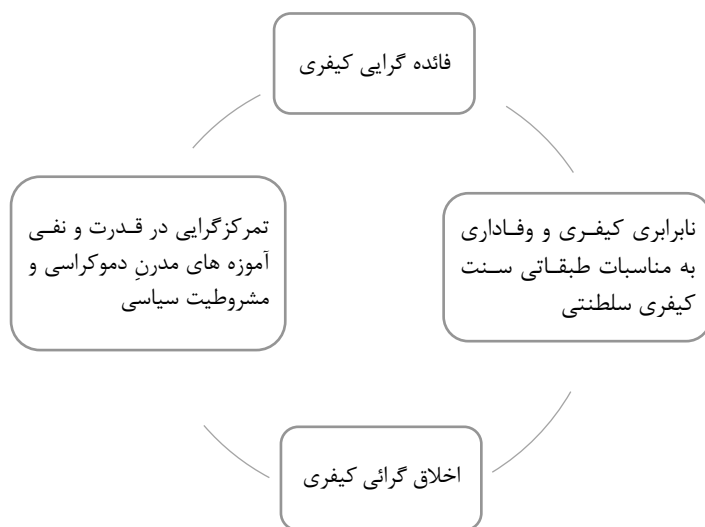 فائده گرایی کیفری
نابرابری کیفری و وفاداری
به مناسبات طبقاتی سنت
کیفری سلطنتی
تمرکزگرایی در قدرت و نفی
آموزه های مدرنِ دموکراسی و
مشروطیت سیاسی
اخلاق گرائی کیفری